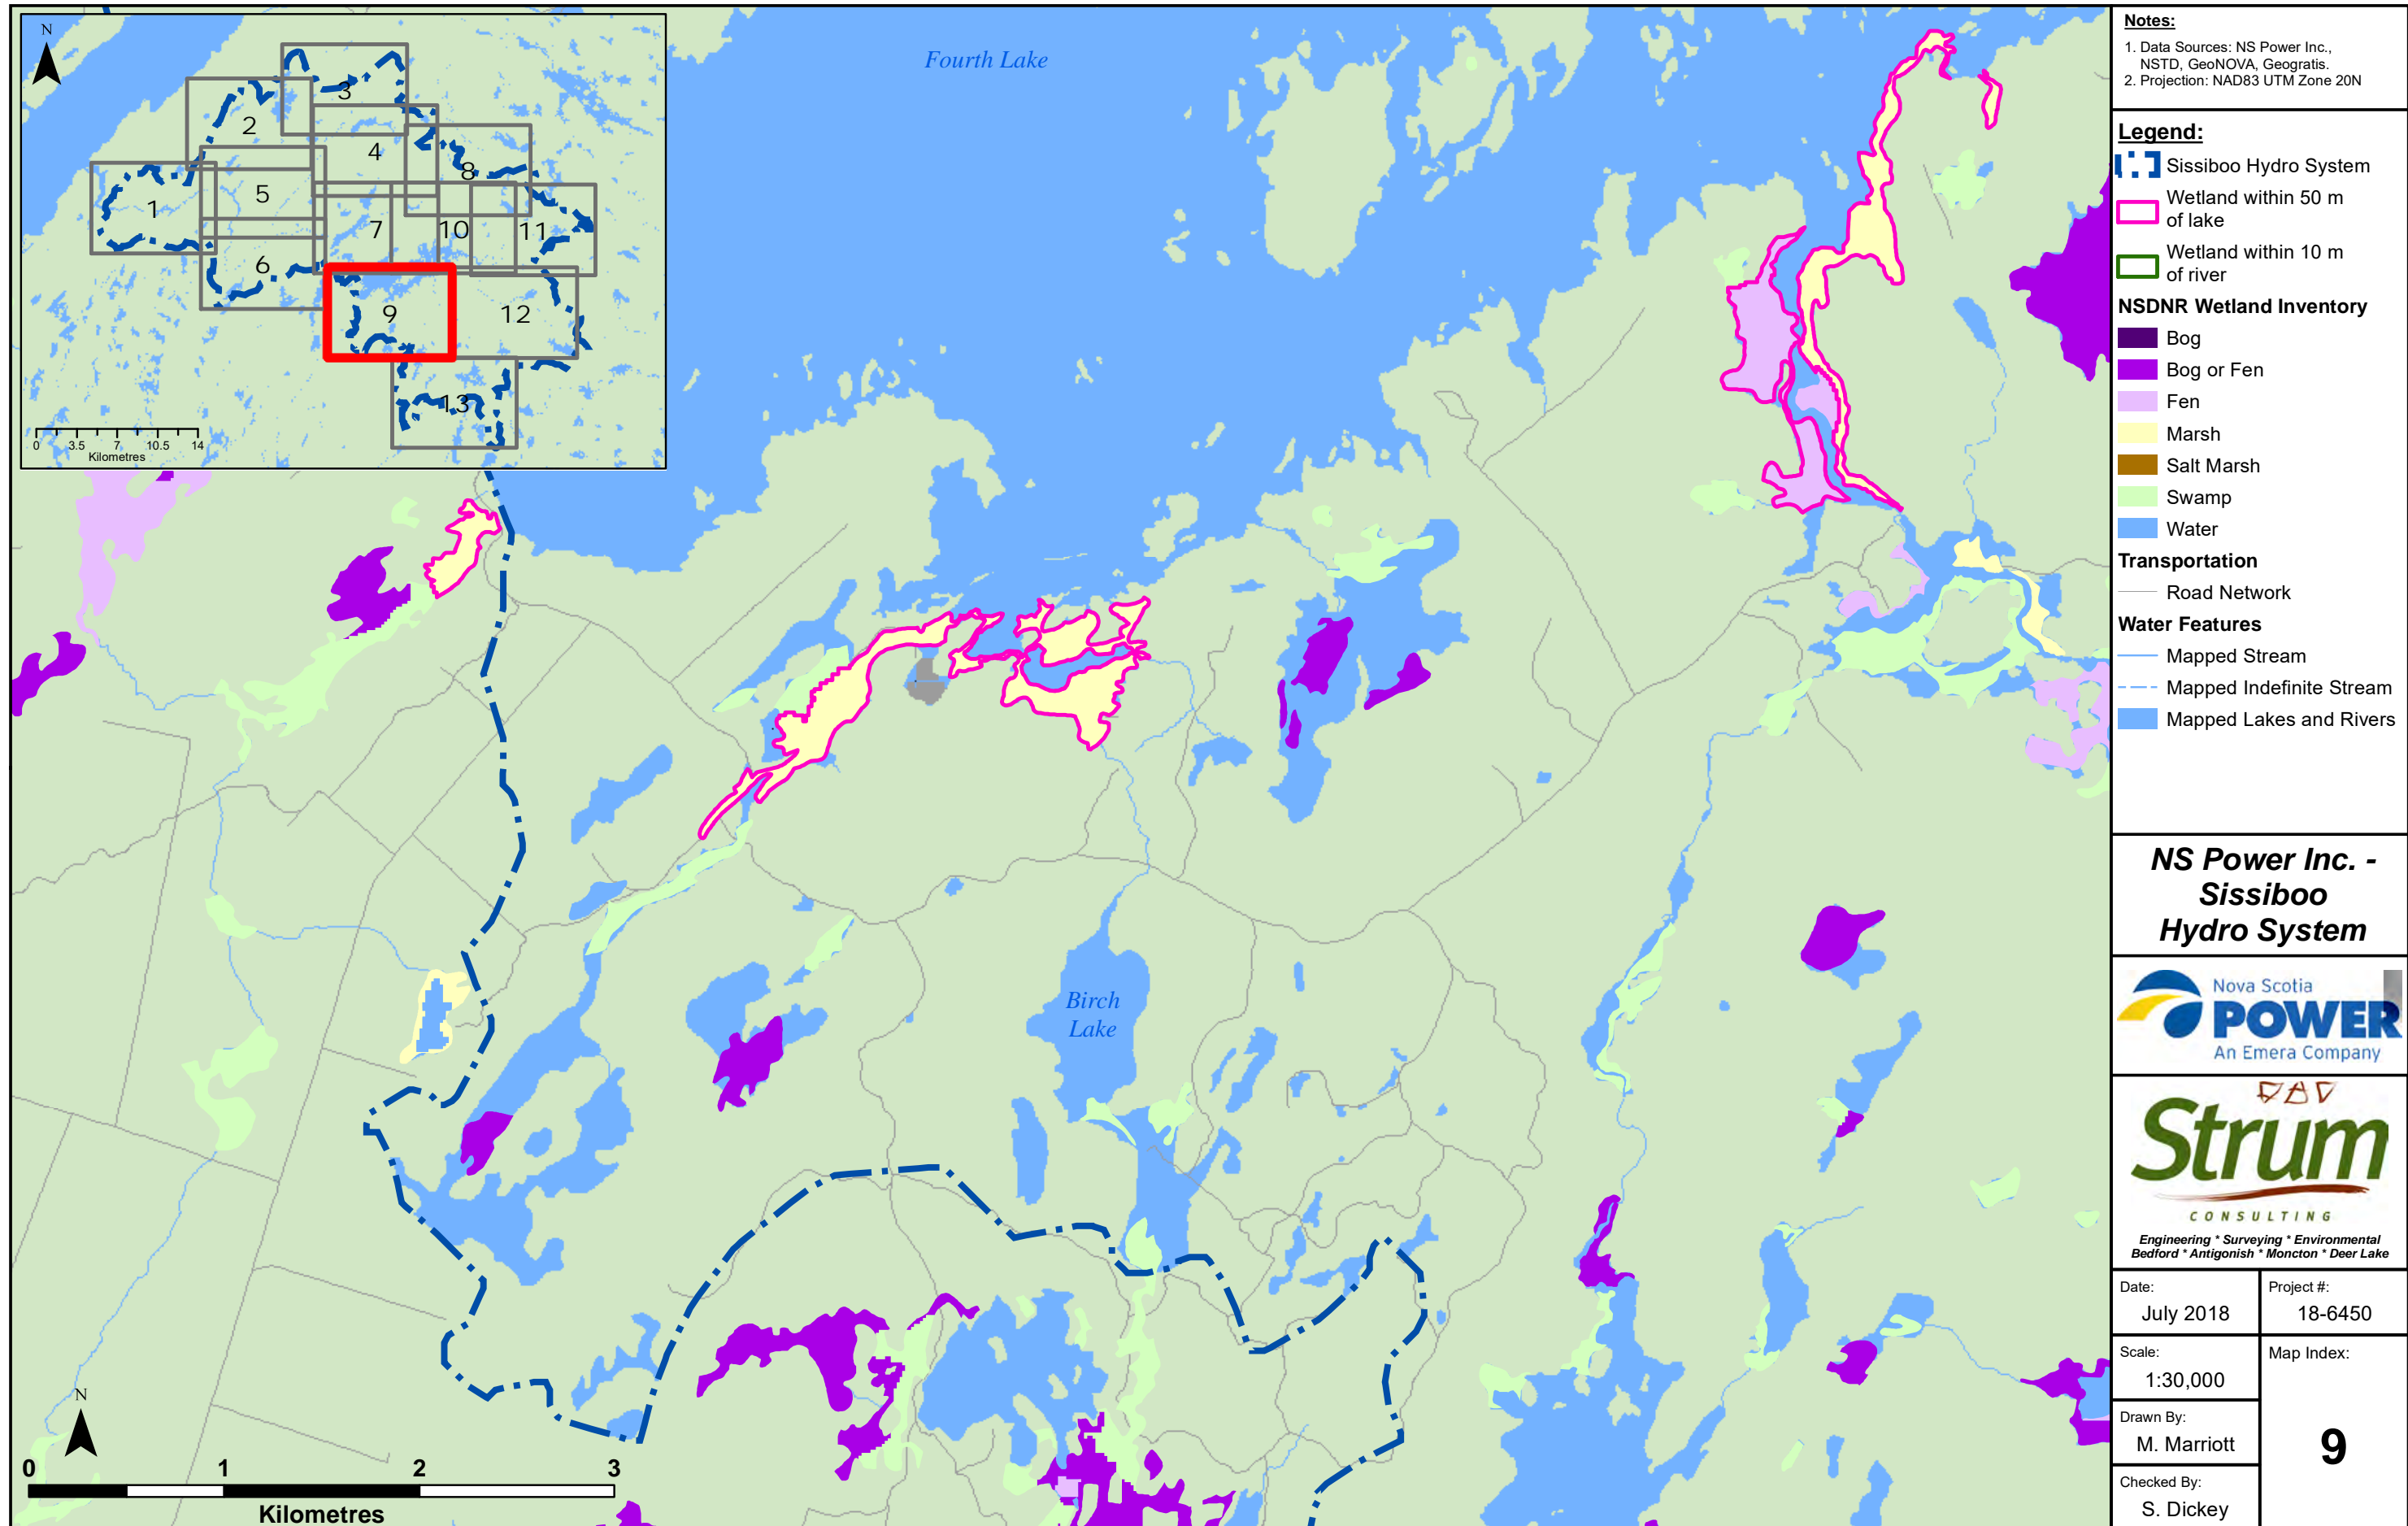 N
3
2
4
8
5
1
7
10
11
6
9
12
13
0 3.5 7 10.5 14
Kilometres
Fourth Lake
Birch
Lake
N
0 1 2 3
Kilometres
Notes:
1. Data Sources: NS Power Inc.,
NSTD, GeoNOVA, Geogratis.
2. Projection: NAD83 UTM Zone 20N
Legend:
Sissiboo Hydro System
Wetland within 50 m
of lake
Wetland within 10 m
of river
NSDNR Wetland Inventory
Bog
Bog or Fen
Fen
Marsh
Salt Marsh
Swamp
Water
Transportation
Road Network
Water Features
Mapped Stream
Mapped Indefinite Stream
Mapped Lakes and Rivers
NS Power Inc. -
Sissiboo
Hydro System
Nova Scotia
POWER
An Emera Company
Strum
CONSULTING
Engineering * Surveying * Environmental
Bedford * Antigonish * Moncton * Deer Lake
Date:
July 2018
Project #:
18-6450
Scale:
1:30,000
Map Index:
9
Drawn By:
M. Marriott
Checked By:
S. Dickey